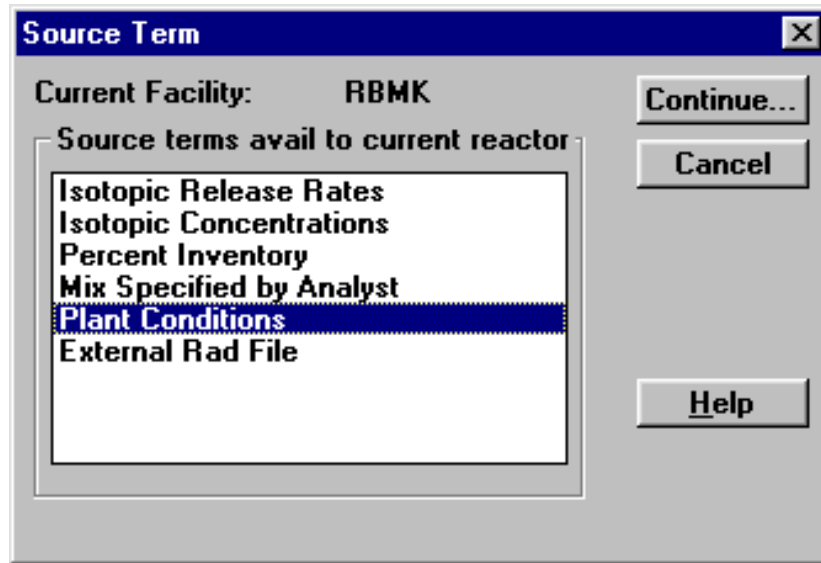 Source Term
Current Facility: RBMK
Continue...
Source terms avail to current reactor
Cancel
Isotopic Release Rates
Isotopic Concentrations
Percent Inventory
Mix Specified by Analyst
Plant Conditions
External Rad File
Help